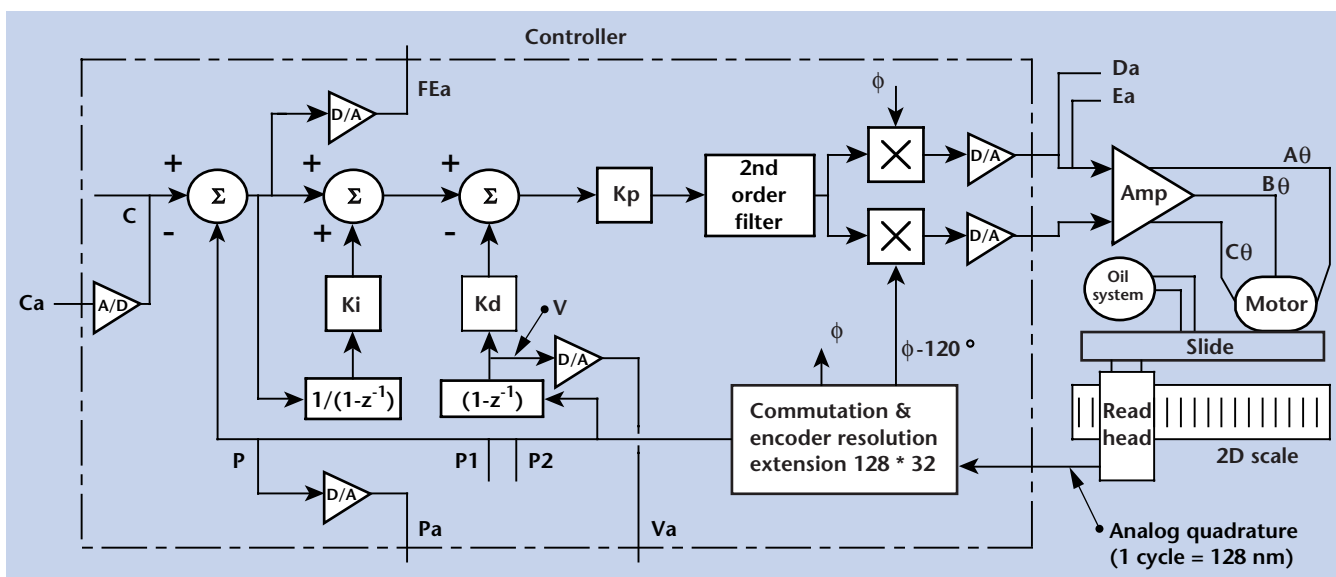 Controller
FEa
D/A
ϕ
Da
Ea
+
+
+
Σ
Σ
Σ
Kp
2nd
order
filter
D/A
Aθ
Bθ
Amp
C
-
+
-
D/A
Cθ
Ca
A/D
Ki
Kd
V
D/A
ϕ
ϕ-120°
Oil
system
Motor
Slide
1/(1-z⁻¹)
(1-z⁻¹)
Commutation &
encoder resolution
extension 128 * 32
Read
head
2D scale
P
P1
P2
D/A
Pa
Va
Analog quadrature
(1 cycle = 128 nm)